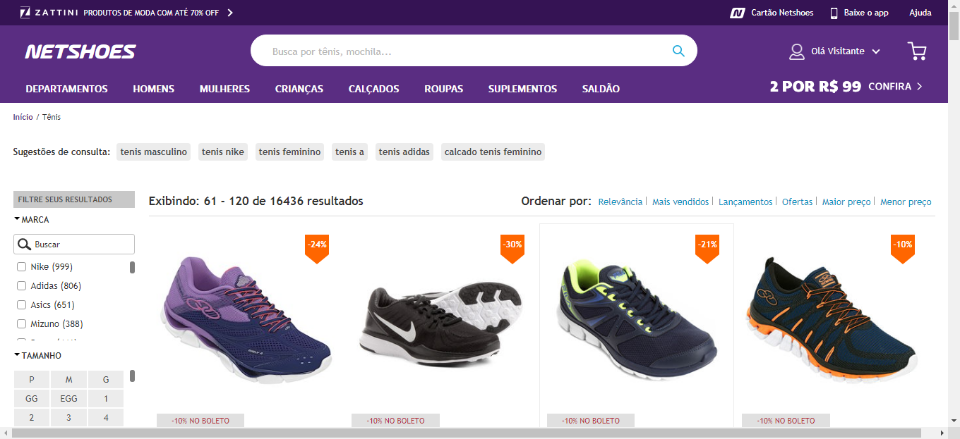 ZATTINI PRODUTOS DE MODA COM ATÉ 70% OFF
Cartão Netshoes Baixe o app Ajuda
NETSHOES
Busca por tênis, mochila...
Olá Visitante
DEPARTAMENTOS HOMENS MULHERES CRIANÇAS CALÇADOS ROUPAS SUPLEMENTOS SALDÃO
2 POR R$ 99 CONFIRA
Início / Tênis
Sugestões de consulta: tenis masculino tenis nike tenis feminino tenis a tenis adidas calcado tenis feminino
FILTRE SEUS RESULTADOS
MARCA
Buscar
Nike (999)
Adidas (806)
Asics (651)
Mizuno (388)
TAMANHO
P M G
GG EGG 1
2 3 4
Exibindo: 61 - 120 de 16436 resultados
Ordenar por: Relevância | Mais vendidos | Lançamentos | Ofertas | Maior preço | Menor preço
-24% -30% -21% -10%
-10% NO BOLETO -10% NO BOLETO -10% NO BOLETO -10% NO BOLETO